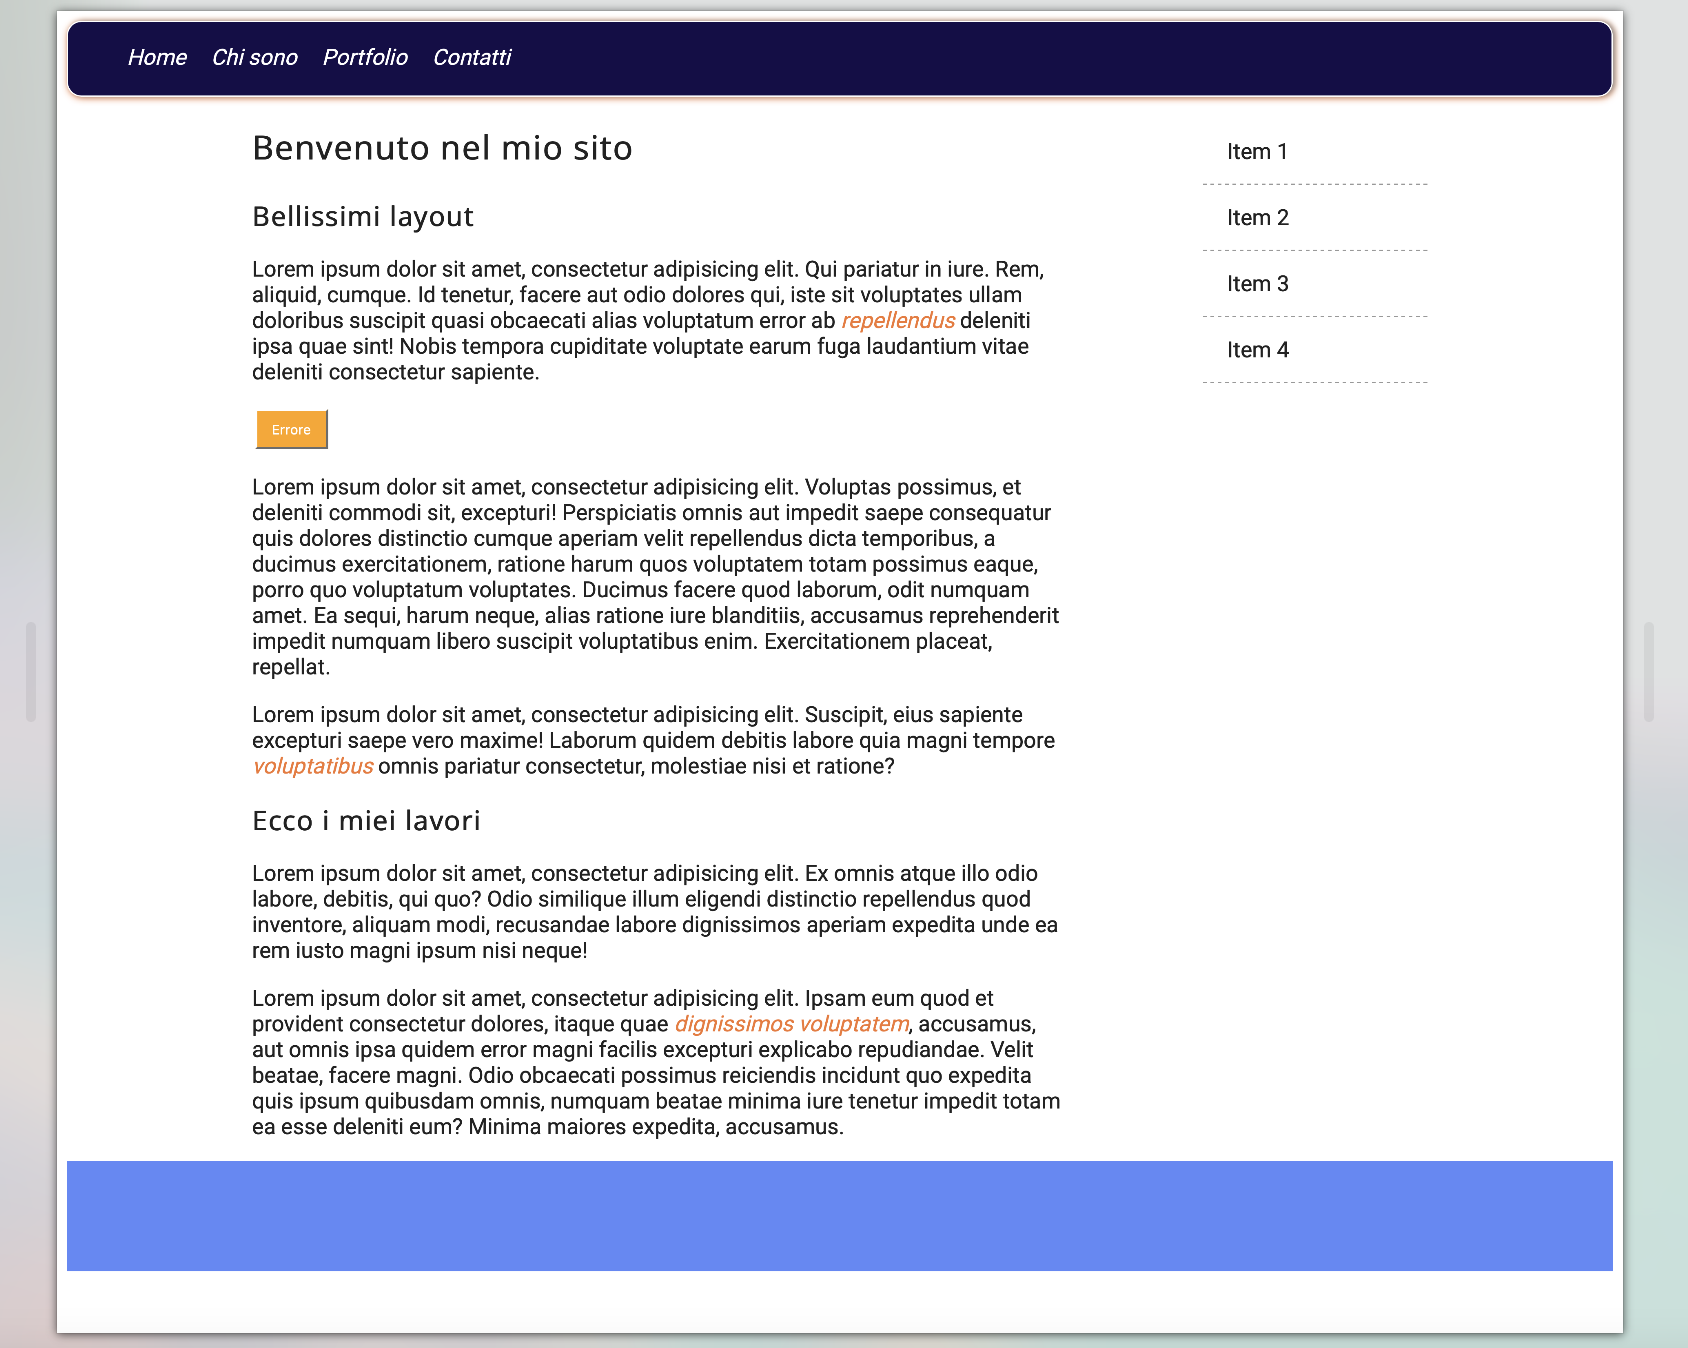 Home Chi sono Portfolio Contatti
Benvenuto nel mio sito
Bellissimi layout
Lorem ipsum dolor sit amet, consectetur adipisicing elit. Qui pariatur in iure. Rem,
aliquid, cumque. Id tenetur, facere aut odio dolores qui, iste sit voluptates ullam
doloribus suscipit quasi obcaecati alias voluptatum error ab repellendus deleniti
ipsa quae sint! Nobis tempora cupiditate voluptate earum fuga laudantium vitae
deleniti consectetur sapiente.
Errore
Lorem ipsum dolor sit amet, consectetur adipisicing elit. Voluptas possimus, et
deleniti commodi sit, excepturi! Perspiciatis omnis aut impedit saepe consequatur
quis dolores distinctio cumque aperiam velit repellendus dicta temporibus, a
ducimus exercitationem, ratione harum quos voluptatem totam possimus eaque,
porro quo voluptatum voluptates. Ducimus facere quod laborum, odit numquam
amet. Ea sequi, harum neque, alias ratione iure blanditiis, accusamus reprehenderit
impedit numquam libero suscipit voluptatibus enim. Exercitationem placeat,
repellat.
Lorem ipsum dolor sit amet, consectetur adipisicing elit. Suscipit, eius sapiente
excepturi saepe vero maxime! Laborum quidem debitis labore quia magni tempore
voluptatibus omnis pariatur consectetur, molestiae nisi et ratione?
Ecco i miei lavori
Lorem ipsum dolor sit amet, consectetur adipisicing elit. Ex omnis atque illo odio
labore, debitis, qui quo? Odio similique illum eligendi distinctio repellendus quod
inventore, aliquam modi, recusandae labore dignissimos aperiam expedita unde ea
rem iusto magni ipsum nisi neque!
Lorem ipsum dolor sit amet, consectetur adipisicing elit. Ipsam eum quod et
provident consectetur dolores, itaque quae dignissimos voluptatem, accusamus,
aut omnis ipsa quidem error magni facilis excepturi explicabo repudiandae. Velit
beatae, facere magni. Odio obcaecati possimus reiciendis incidunt quo expedita
quis ipsum quibusdam omnis, numquam beatae minima iure tenetur impedit totam
ea esse deleniti eum? Minima maiores expedita, accusamus.
Item 1
Item 2
Item 3
Item 4